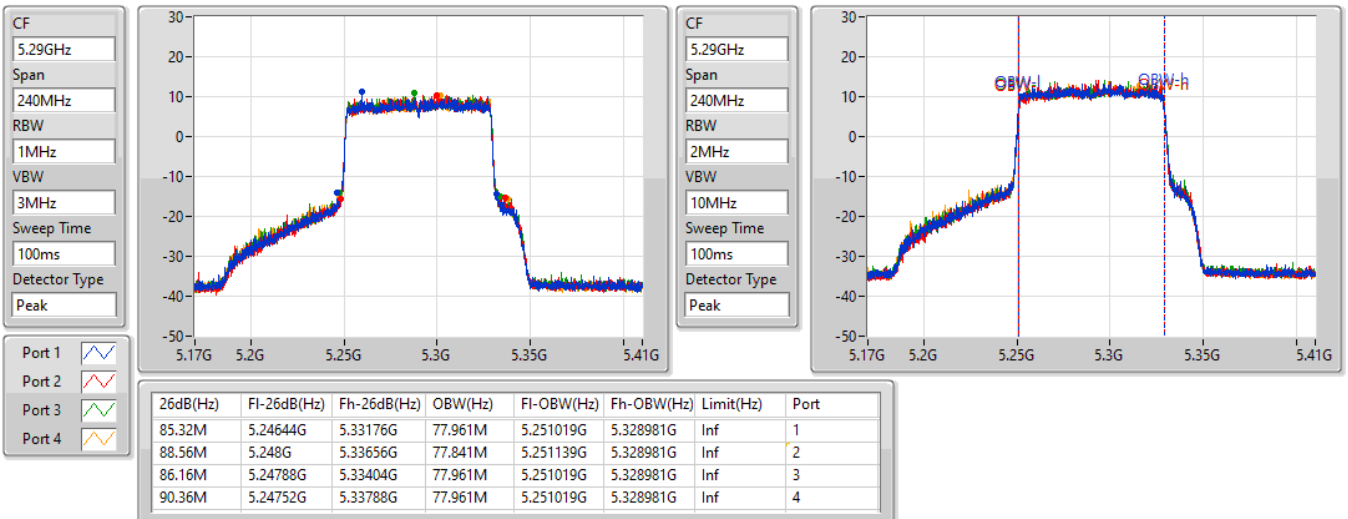 CF
5.29GHz
Span
240MHz
RBW
1MHz
VBW
3MHz
Sweep Time
100ms
Detector Type
Peak
30
20
10
0
-10
-20
-30
-40
-50
5.17G 5.2G 5.25G 5.3G 5.35G 5.41G
CF
5.29GHz
Span
240MHz
RBW
2MHz
VBW
10MHz
Sweep Time
100ms
Detector Type
Peak
30
20
10
0
-10
-20
-30
-40
-50
OBW-l OBW-h
5.17G 5.2G 5.25G 5.3G 5.35G 5.41G
Port 1
Port 2
Port 3
Port 4
26dB(Hz) Fl-26dB(Hz) Fh-26dB(Hz) OBW(Hz) Fl-OBW(Hz) Fh-OBW(Hz) Limit(Hz) Port
85.32M 5.24644G 5.33176G 77.961M 5.251019G 5.328981G Inf 1
88.56M 5.248G 5.33656G 77.841M 5.251139G 5.328981G Inf 2
86.16M 5.24788G 5.33404G 77.961M 5.251019G 5.328981G Inf 3
90.36M 5.24752G 5.33788G 77.961M 5.251019G 5.328981G Inf 4